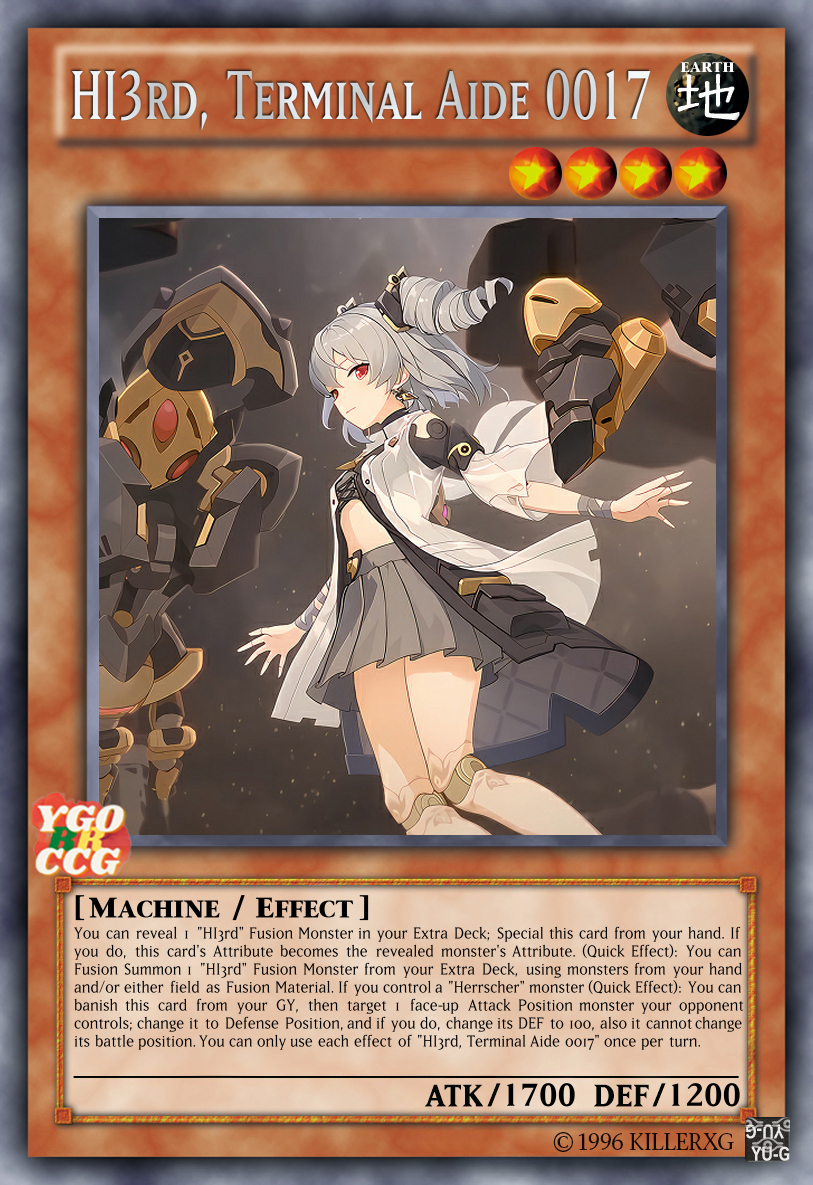 HI3RD, TERMINAL AIDE 0017
EARTH
地
YGO
BR
CCG
[ MACHINE / EFFECT ]
You can reveal 1 "HI3rd" Fusion Monster in your Extra Deck; Special this card from your hand. If
you do, this card's Attribute becomes the revealed monster's Attribute. (Quick Effect): You can
Fusion Summon 1 "HI3rd" Fusion Monster from your Extra Deck, using monsters from your hand
and/or either field as Fusion Material. If you control a "Herrscher" monster (Quick Effect): You can
banish this card from your GY, then target 1 face-up Attack Position monster your opponent
controls; change it to Defense Position, and if you do, change its DEF to 100, also it cannot change
its battle position. You can only use each effect of "HI3rd, Terminal Aide 0017" once per turn.
ATK/1700 DEF/1200
© 1996 KILLERXG
YU-G